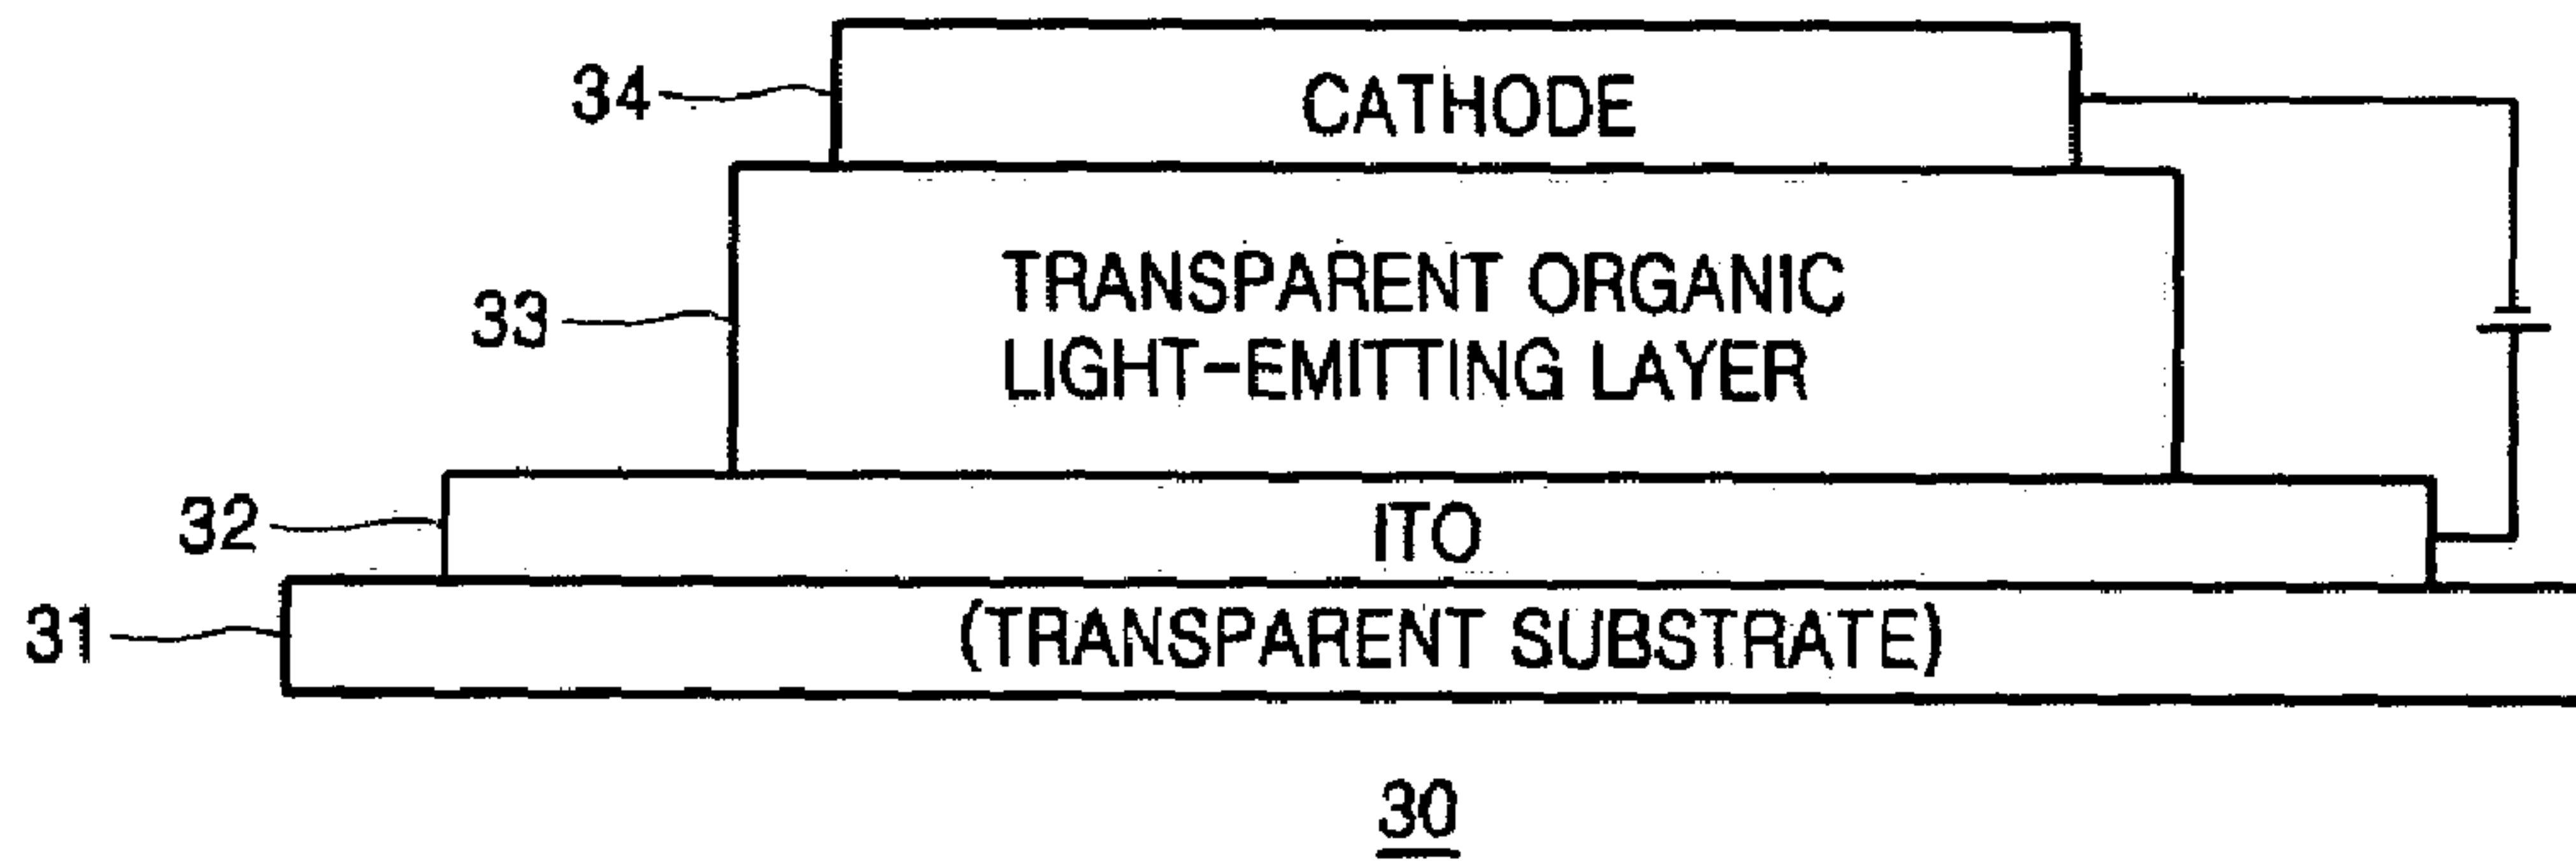 34
CATHODE
33
TRANSPARENT ORGANIC
LIGHT-EMITTING LAYER
32
ITO
31
(TRANSPARENT SUBSTRATE)
30